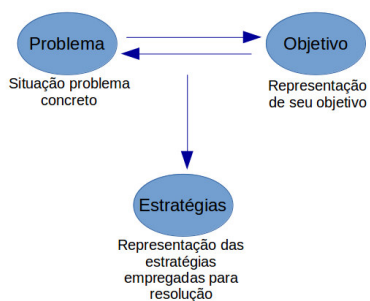 Problema
Situação problema
concreto
Objetivo
Representação
de seu objetivo
Estratégias
Representação das
estratégias
empregadas para
resolução